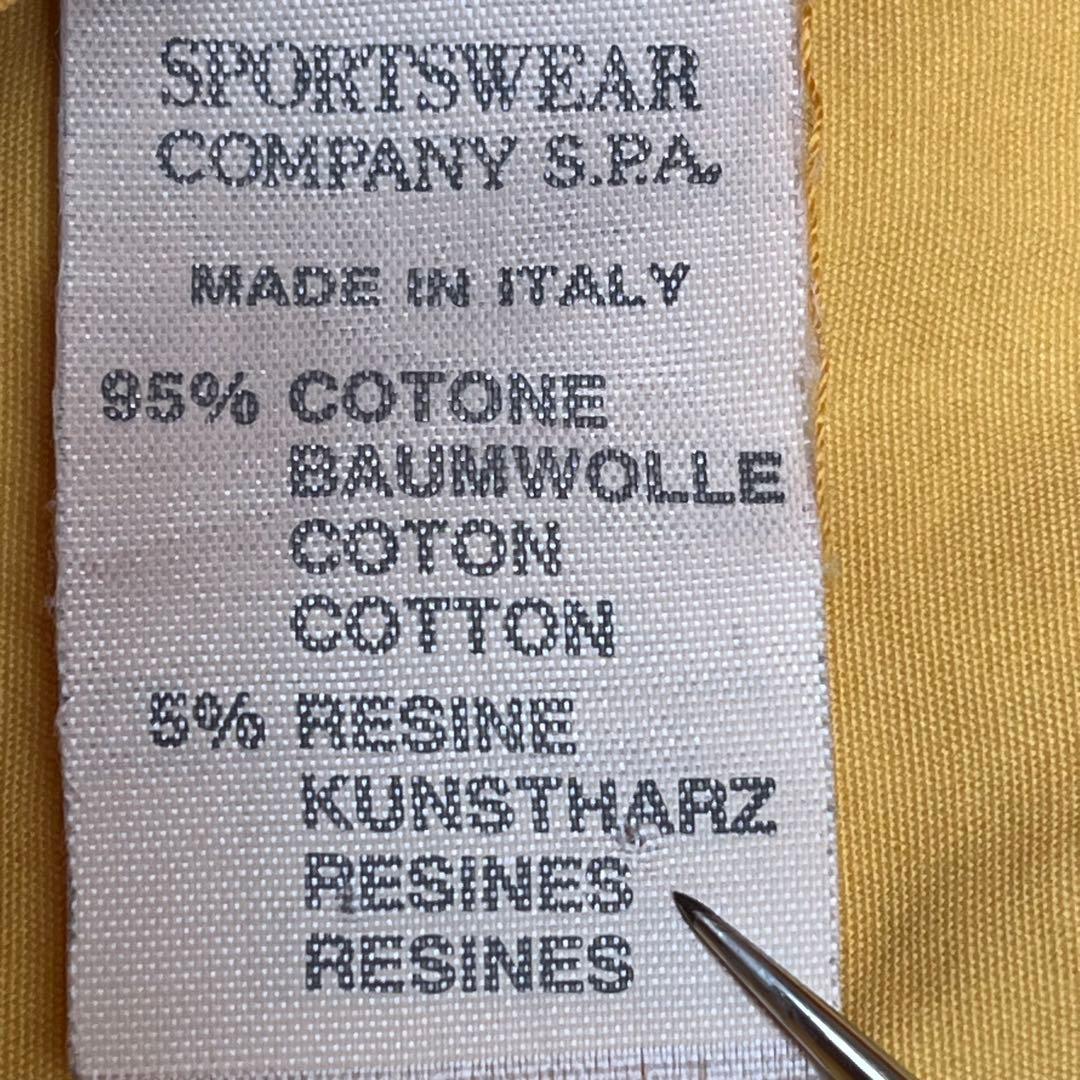 SPORTSWEAR
COMPANY S.P.A.
MADE IN ITALY
95% COTONE
BAUMWOLLE
COTON
COTTON
5% RESINE
KUNSTHARZ
RESINES
RESINES